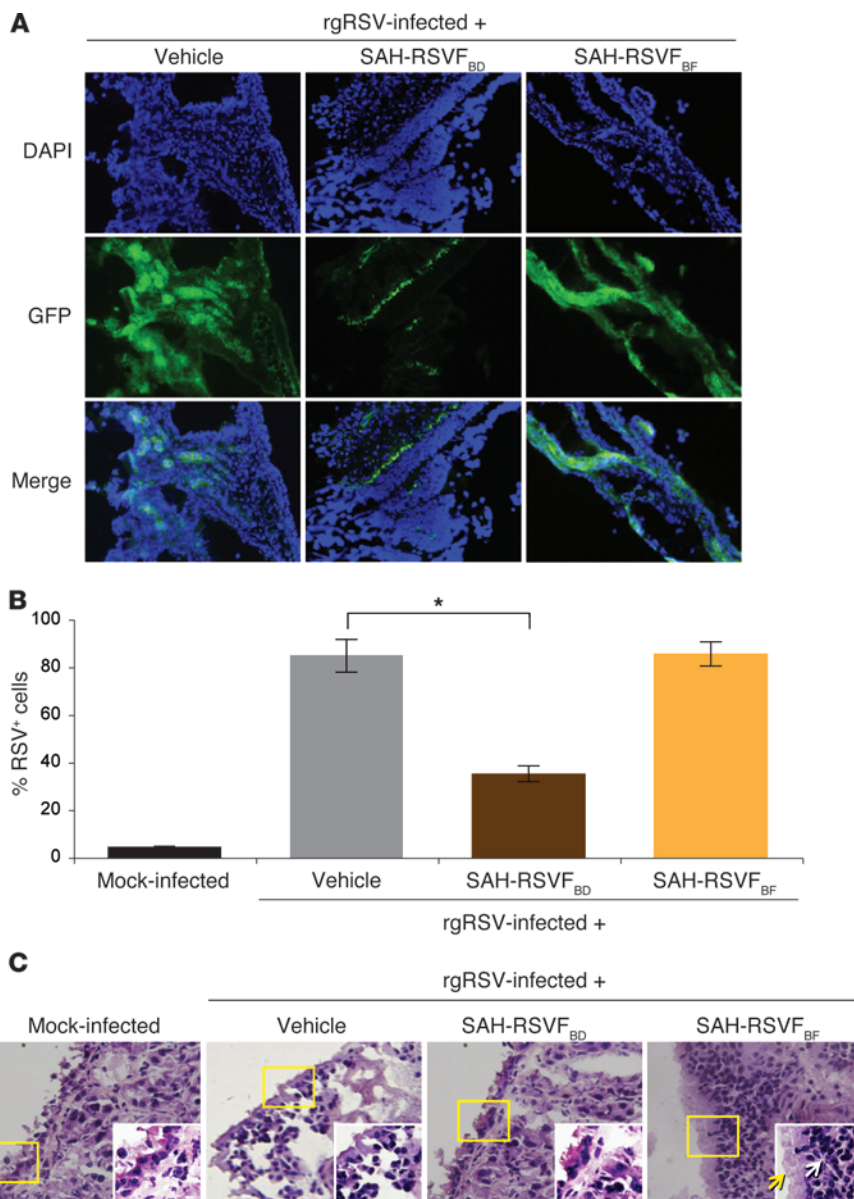 A
rgRSV-infected +
Vehicle SAH-RSVF_BD SAH-RSVF_BF
DAPI
GFP
Merge
B
*
% RSV⁺ cells
100
80
60
40
20
0
Mock-infected Vehicle SAH-RSVF_BD SAH-RSVF_BF
rgRSV-infected +
C
rgRSV-infected +
Mock-infected Vehicle SAH-RSVF_BD SAH-RSVF_BF